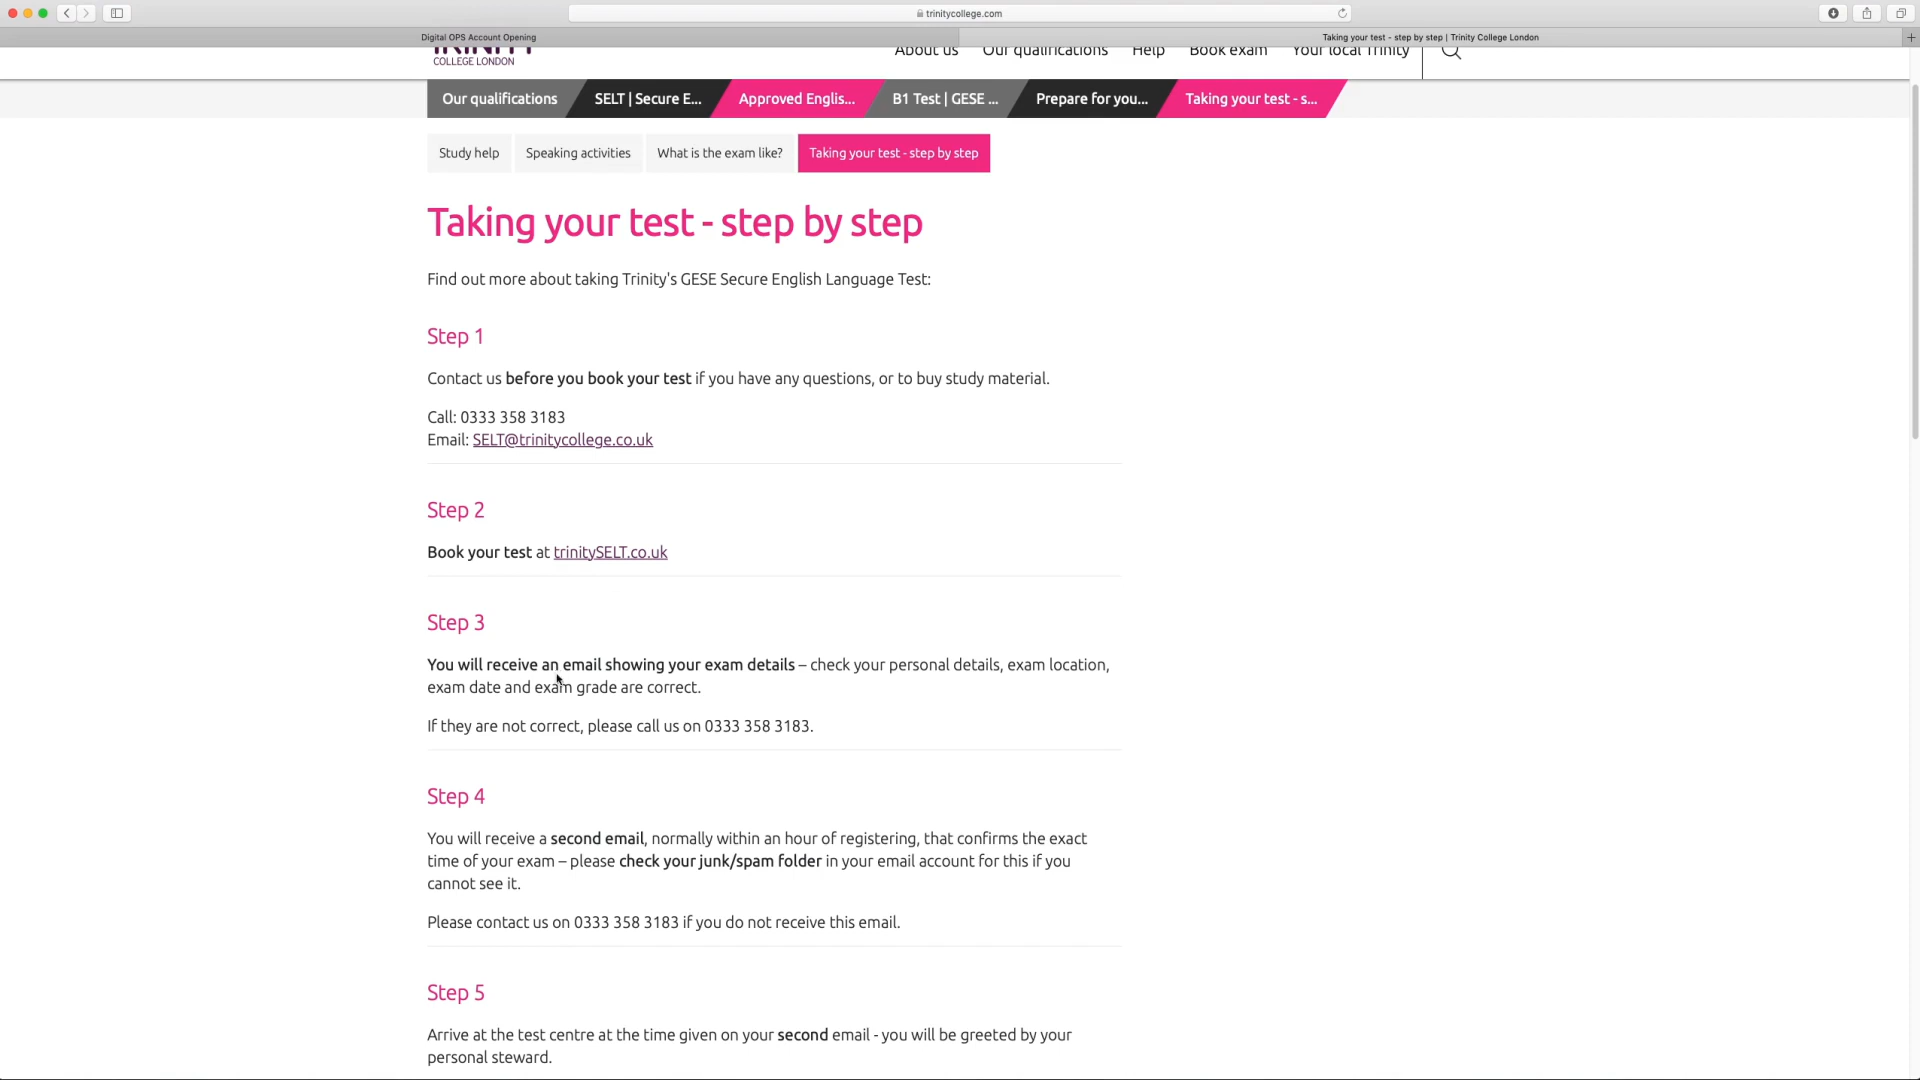 trinitycollege.com
Digital OPS Account Opening
Taking your test - step by step | Trinity College London
TRINITY
COLLEGE LONDON
About us
Our qualifications
Help
Book exam
Your local Trinity
Our qualifications
SELT | Secure E...
Approved Englis...
B1 Test | GESE ...
Prepare for you...
Taking your test - s...
Study help
Speaking activities
What is the exam like?
Taking your test - step by step
Taking your test - step by step
Find out more about taking Trinity's GESE Secure English Language Test:
Step 1
Contact us before you book your test if you have any questions, or to buy study material.
Call: 0333 358 3183
Email: SELT@trinitycollege.co.uk
Step 2
Book your test at trinitySELT.co.uk
Step 3
You will receive an email showing your exam details – check your personal details, exam location,
exam date and exam grade are correct.
If they are not correct, please call us on 0333 358 3183.
Step 4
You will receive a second email, normally within an hour of registering, that confirms the exact
time of your exam – please check your junk/spam folder in your email account for this if you
cannot see it.
Please contact us on 0333 358 3183 if you do not receive this email.
Step 5
Arrive at the test centre at the time given on your second email - you will be greeted by your
personal steward.